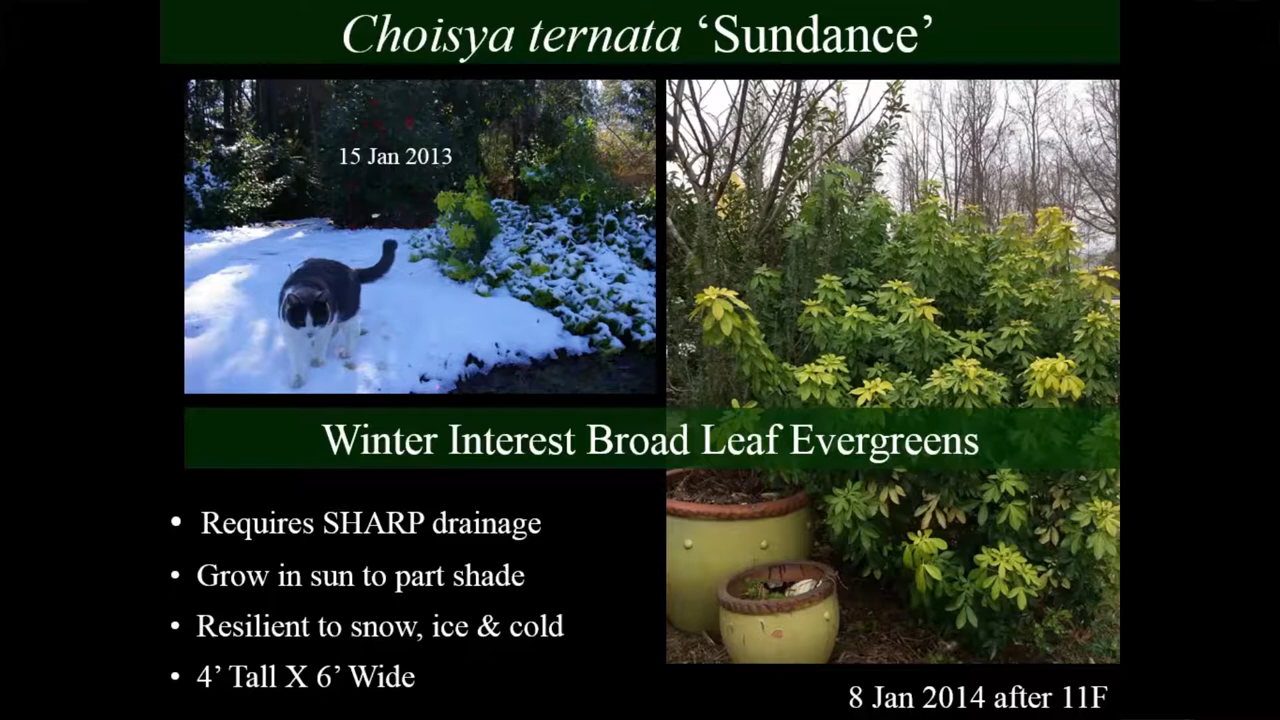 Choisya ternata ‘Sundance’
15 Jan 2013
Winter Interest Broad Leaf Evergreens
• Requires SHARP drainage
• Grow in sun to part shade
• Resilient to snow, ice & cold
• 4’ Tall X 6’ Wide
8 Jan 2014 after 11F